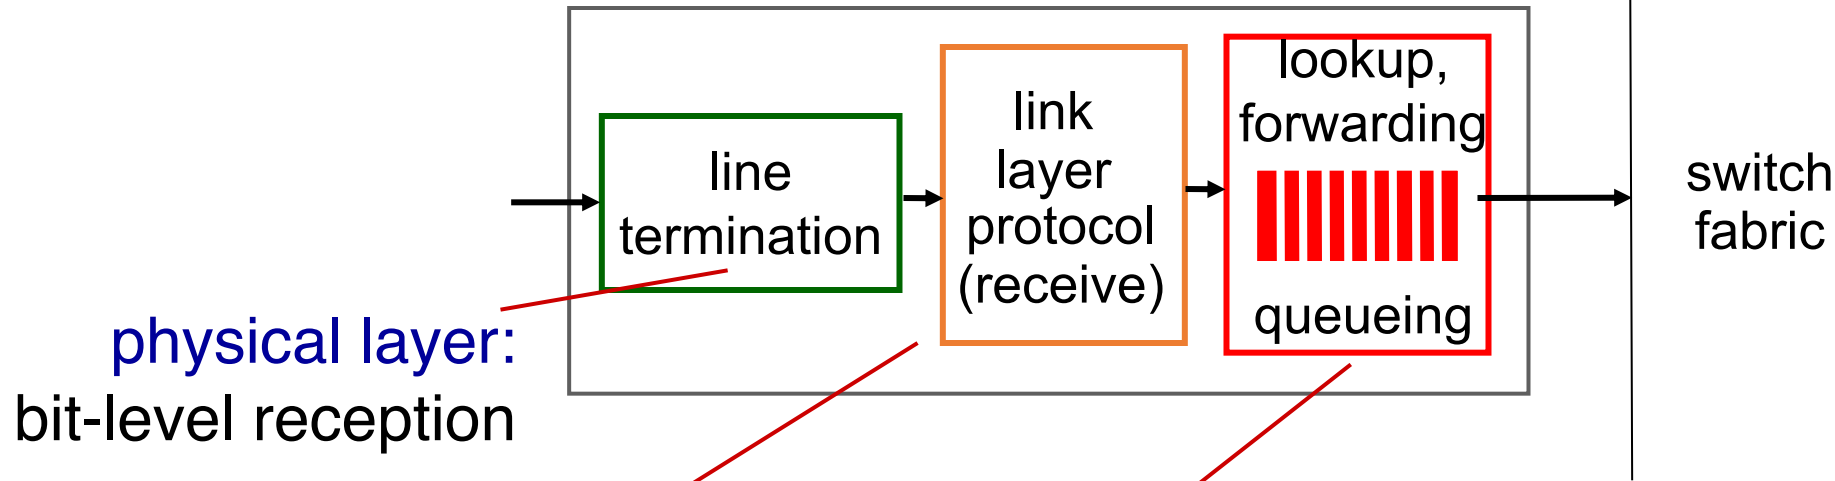 line
termination
link
layer
protocol
(receive)
lookup,
forwarding
queueing
switch
fabric
physical layer:
bit-level reception